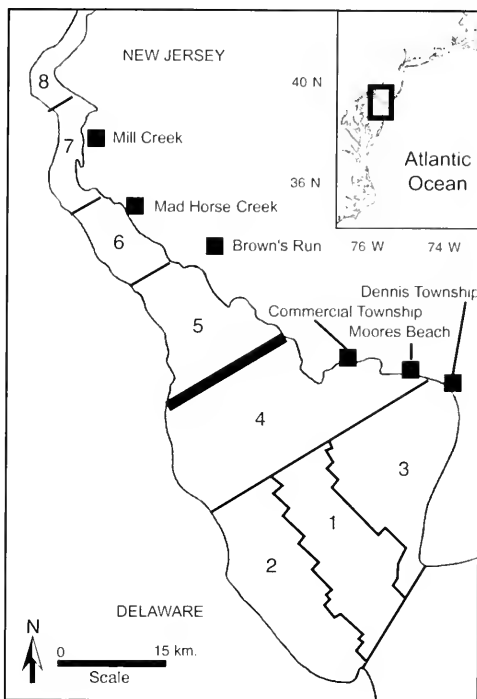 NEW JERSEY
40 N
36 N
Atlantic
Ocean
76 W
74 W
8
7
Mill Creek
Mad Horse Creek
6
Brown's Run
Dennis Township
Commercial Township
Moores Beach
5
4
3
1
2
DELAWARE
N
0
15 km.
Scale